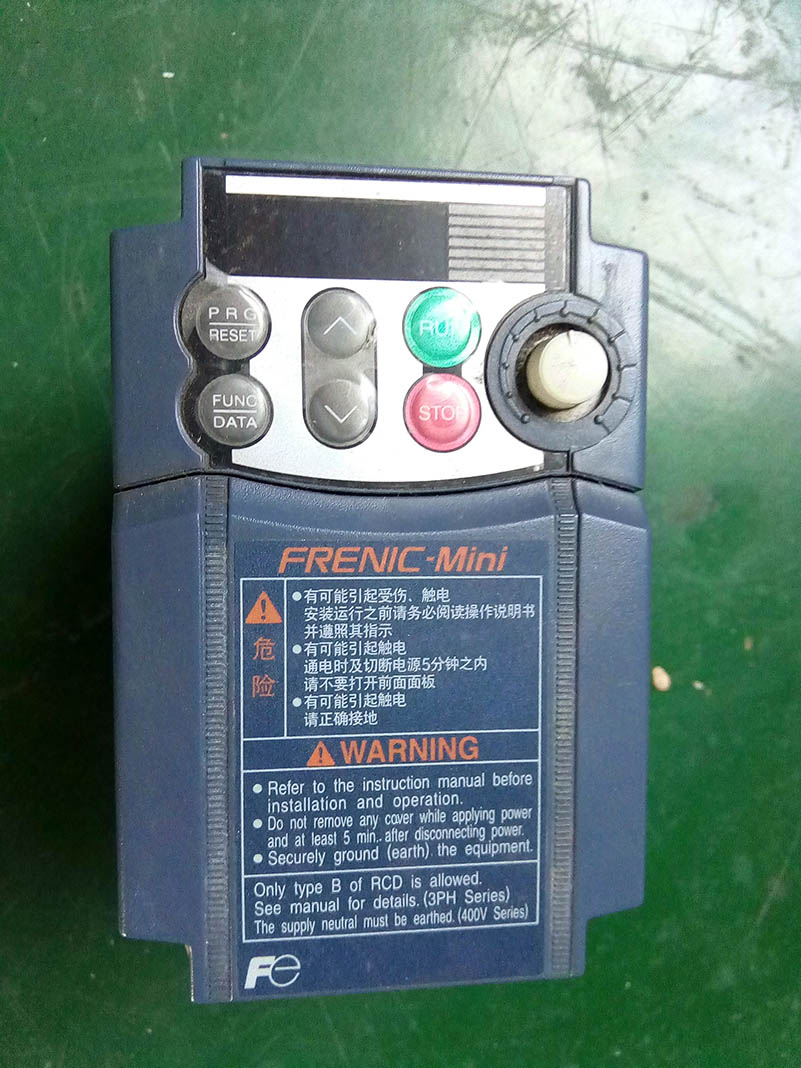 PRG
RESET
RUN
FUNC
DATA
STOP
FRENIC-Mini
危险
●有可能引起受伤、触电
安装运行之前请务必阅读操作说明书
并遵照其指示
●有可能引起触电
通电时及切断电源5分钟之内
请不要打开前面面板
●有可能引起触电
请正确接地
WARNING
● Refer to the instruction manual before
installation and operation.
● Do not remove any cover while applying power
and at least 5 min., after disconnecting power.
● Securely ground (earth) the equipment.
Only type B of RCD is allowed.
See manual for details. (3PH Series)
The supply neutral must be earthed. (400V Series)
Fe